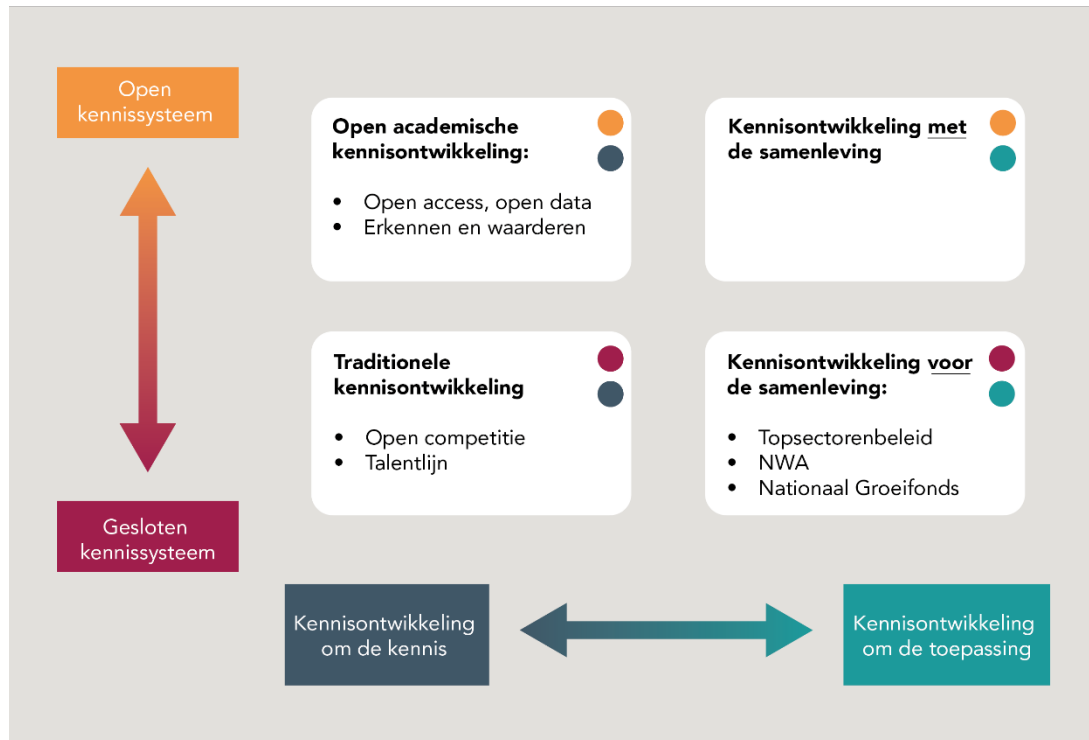 Open
kennissysteem
Open academische
kennisontwikkeling:
• Open access, open data
• Erkennen en waarderen
Kennisontwikkeling met
de samenleving
Traditionele
kennisontwikkeling
• Open competitie
• Talentlijn
Kennisontwikkeling voor
de samenleving:
• Topsectorenbeleid
• NWA
• Nationaal Groeifonds
Gesloten
kennissysteem
Kennisontwikkeling
om de kennis
Kennisontwikkeling
om de toepassing